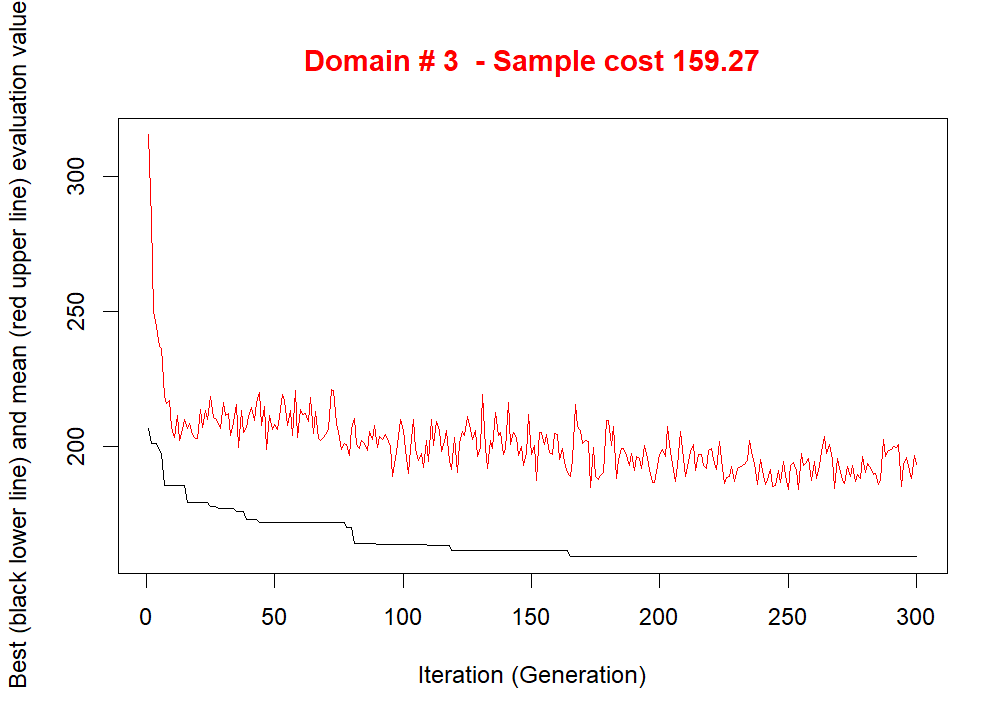 Domain # 3  - Sample cost 159.27
Best (black lower line) and mean (red upper line) evaluation value
300
250
200
0 50 100 150 200 250 300
Iteration (Generation)